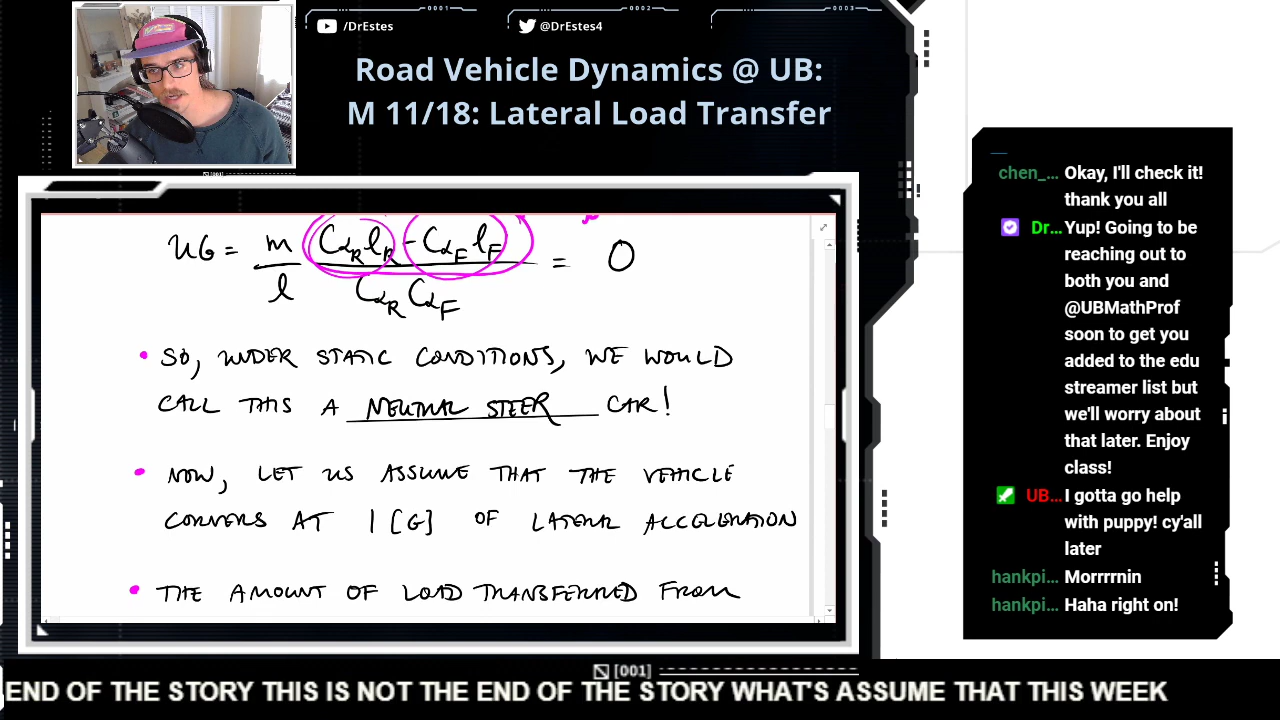 0001
0002
0003
/DrEstes
@DrEstes4
Road Vehicle Dynamics @ UB:
M 11/18: Lateral Load Transfer
[001]
UG = m/l (CαR lR - CαF lF)/(CαR CαF) = 0
• SO, UNDER STATIC CONDITIONS, WE WOULD
CALL THIS A NEUTRAL STEER CAR!
• NOW, LET US ASSUME THAT THE VEHICLE
CORNERS AT 1 [G] OF LATERAL ACCELERATION
• THE AMOUNT OF LOAD TRANSFERRED FROM
chen_... Okay, I'll check it!
thank you all
Dr... Yup! Going to be
reaching out to
both you and
@UBMathProf
soon to get you
added to the edu
streamer list but
we'll worry about
that later. Enjoy
class!
UB... I gotta go help
with puppy! cy'all
later
hankpi... Morrrrnin
hankpi... Haha right on!
[001]
END OF THE STORY THIS IS NOT THE END OF THE STORY WHAT'S ASSUME THAT THIS WEEK